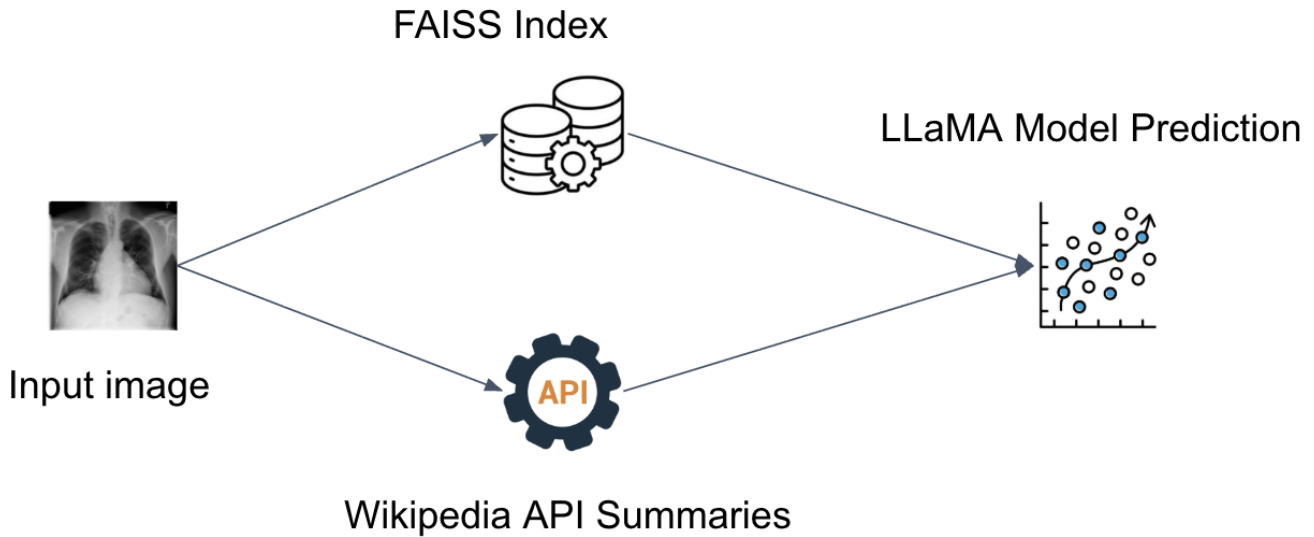 FAISS Index
LLaMA Model Prediction
Input image
API
Wikipedia API Summaries